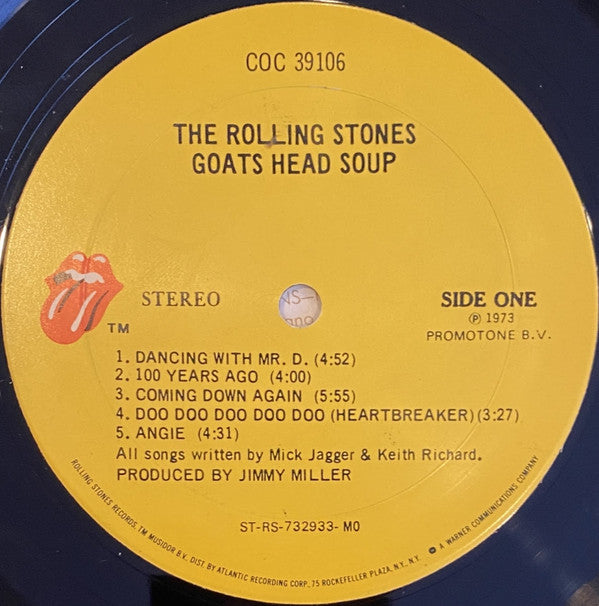 COC 39106
THE ROLLING STONES
GOATS HEAD SOUP
STEREO
TM
SIDE ONE
℗ 1973
PROMOTONE B.V.
1. DANCING WITH MR. D. (4:52)
2. 100 YEARS AGO (4:00)
3. COMING DOWN AGAIN (5:55)
4. DOO DOO DOO DOO DOO (HEARTBREAKER) (3:27)
5. ANGIE (4:31)
All songs written by Mick Jagger & Keith Richard.
PRODUCED BY JIMMY MILLER
ST-RS-732933-MO
ROLLING STONES RECORDS, TM MUSIDOR B.V. DIST. BY ATLANTIC RECORDING CORP., 75 ROCKEFELLER PLAZA, N.Y., N.Y. A WARNER COMMUNICATIONS COMPANY